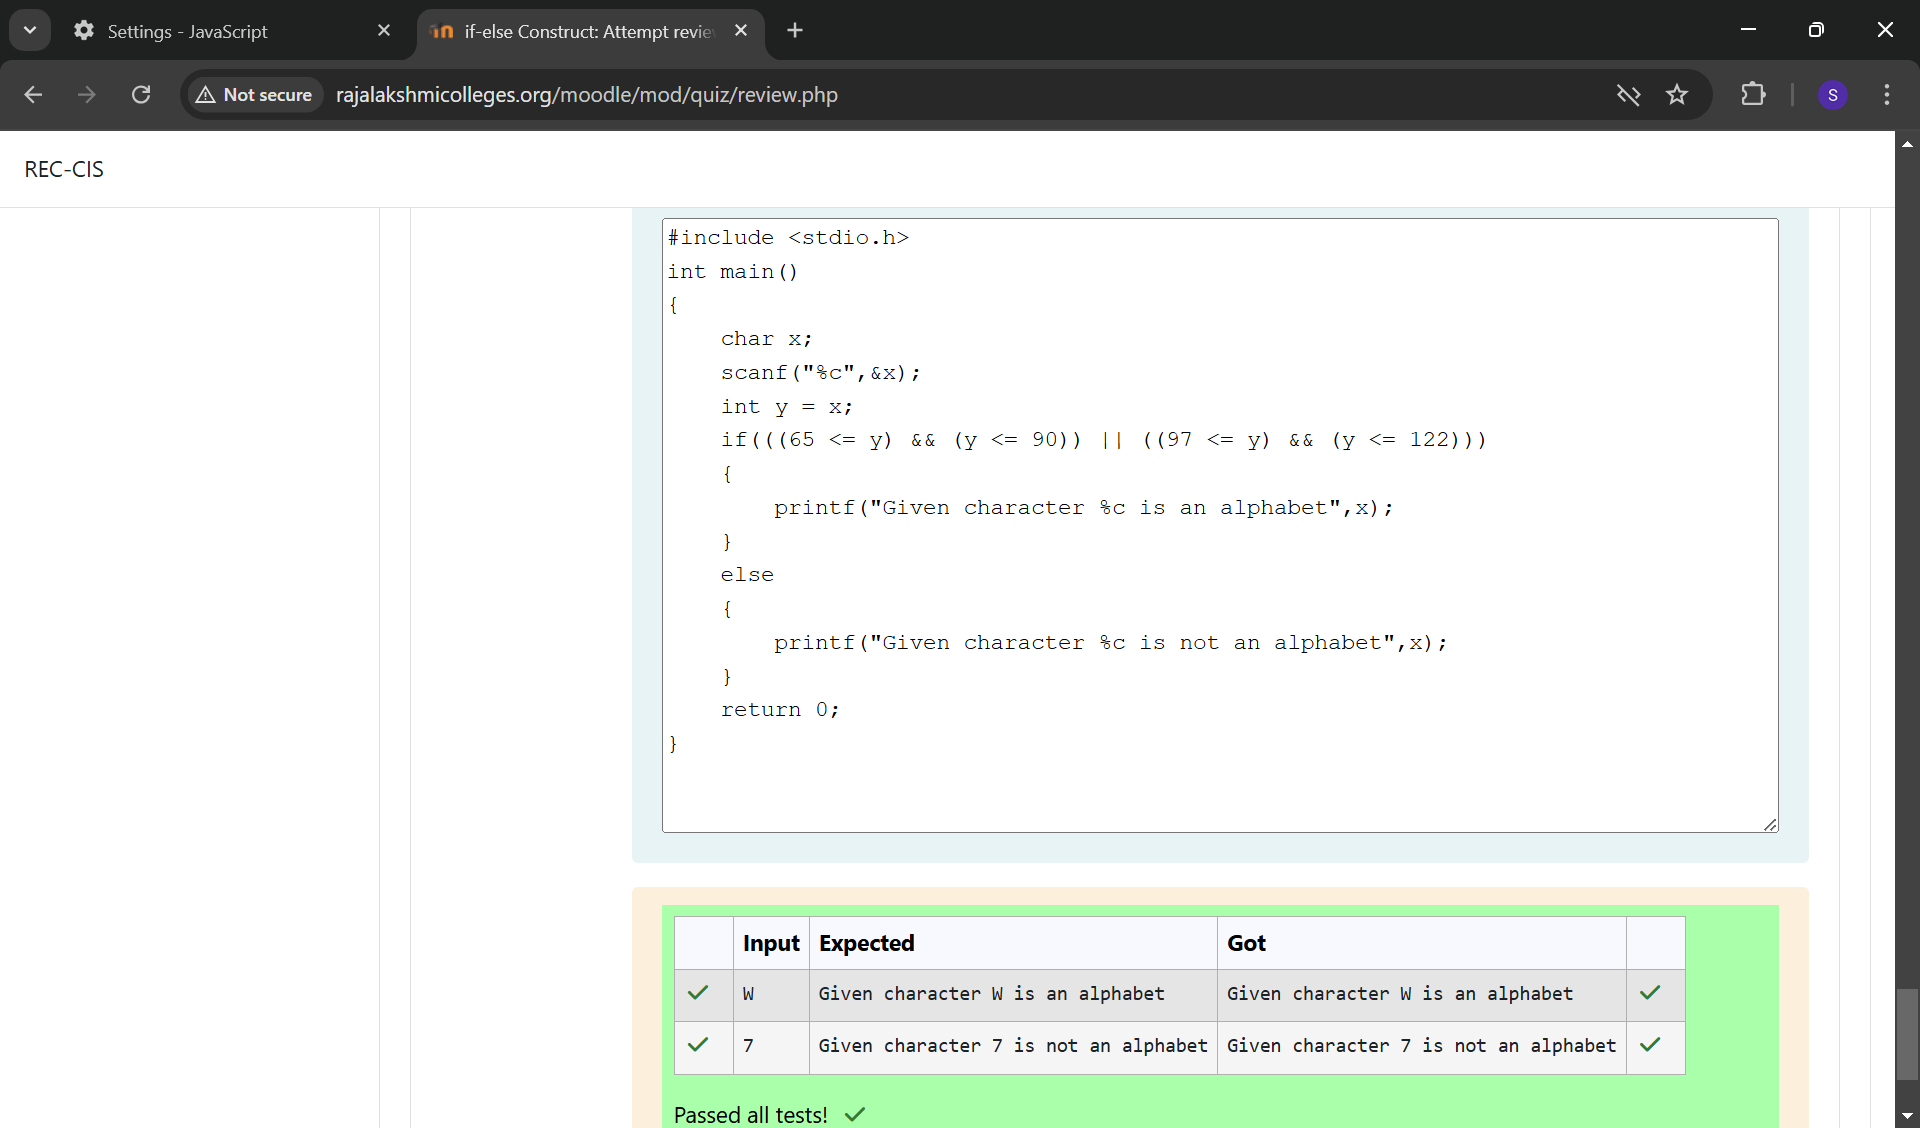 Settings - JavaScript
if-else Construct: Attempt revie
Not secure
rajalakshmicolleges.org/moodle/mod/quiz/review.php
S
REC-CIS
#include <stdio.h>
int main()
{
    char x;
    scanf("%c",&x);
    int y = x;
    if(((65 <= y) && (y <= 90)) || ((97 <= y) && (y <= 122)))
    {
        printf("Given character %c is an alphabet",x);
    }
    else
    {
        printf("Given character %c is not an alphabet",x);
    }
    return 0;
}
Input Expected Got
W Given character W is an alphabet Given character W is an alphabet
7 Given character 7 is not an alphabet Given character 7 is not an alphabet
Passed all tests!